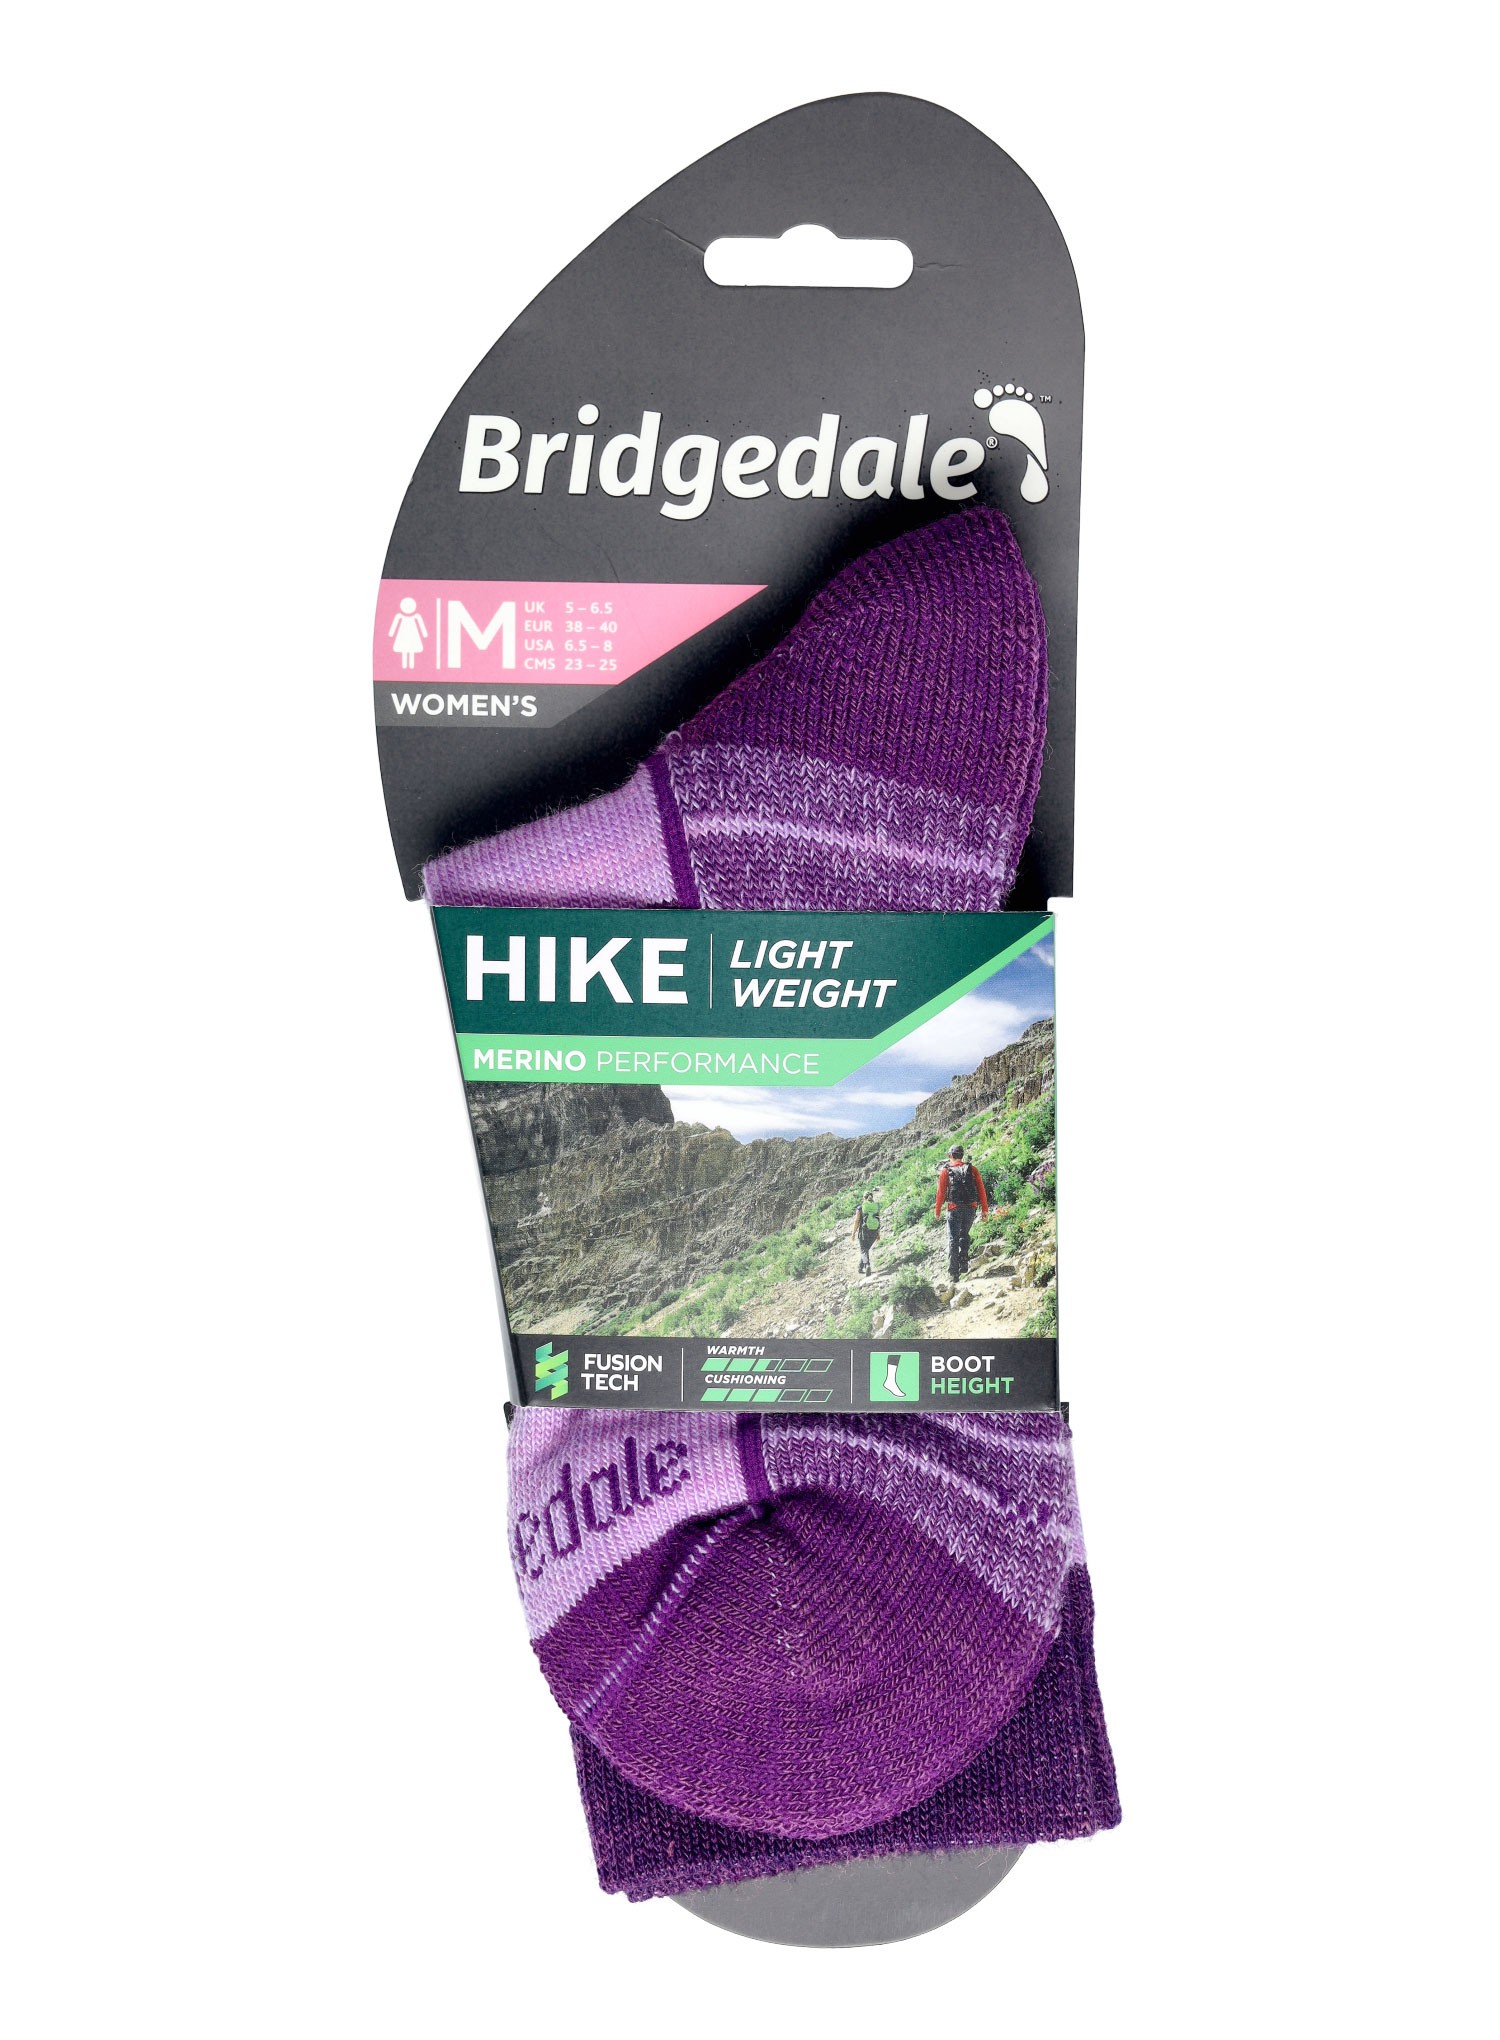 Bridgedale® ™
M
UK 5 – 6.5
EUR 38 – 40
USA 6.5 – 8
CMS 23 – 25
WOMEN'S
HIKE
LIGHT
WEIGHT
MERINO PERFORMANCE
FUSION
TECH
WARMTH
CUSHIONING
BOOT
HEIGHT
edale